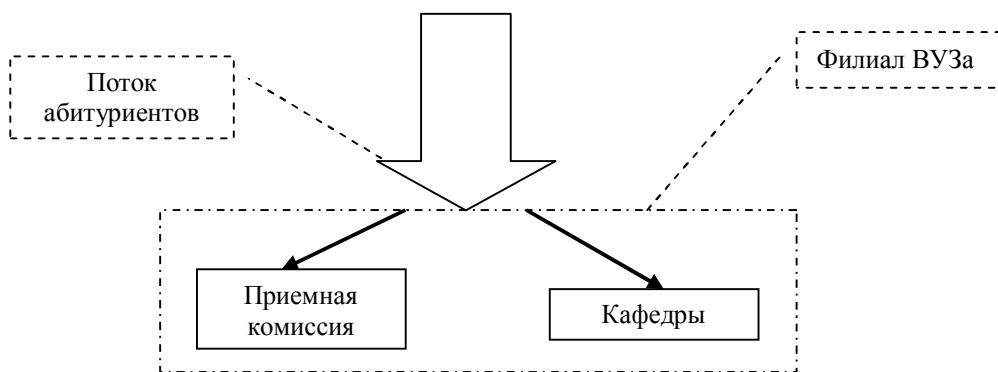 Поток
абитуриентов
Филиал ВУЗа
Приемная
комиссия
Кафедры